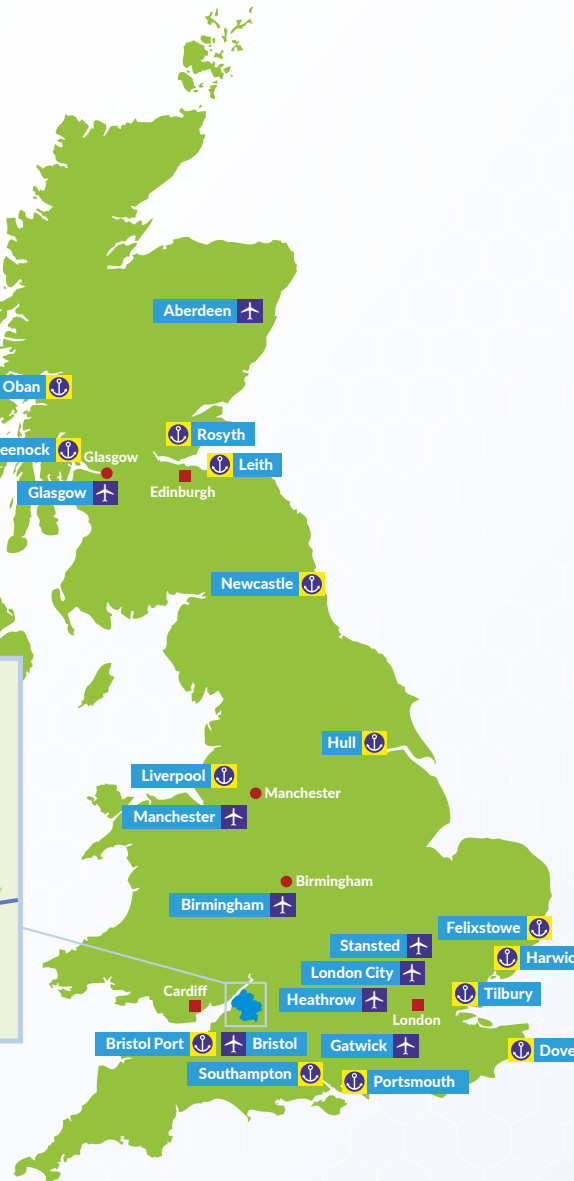 Aberdeen
Oban
Rosyth
eenock
Glasgow
Leith
Glasgow
Edinburgh
Newcastle
Hull
Liverpool
Manchester
Manchester
Birmingham
Birmingham
Felixstowe
Stansted
Harwic
London City
Cardiff
Heathrow
Tilbury
London
Bristol Port
Bristol
Gatwick
Dove
Southampton
Portsmouth